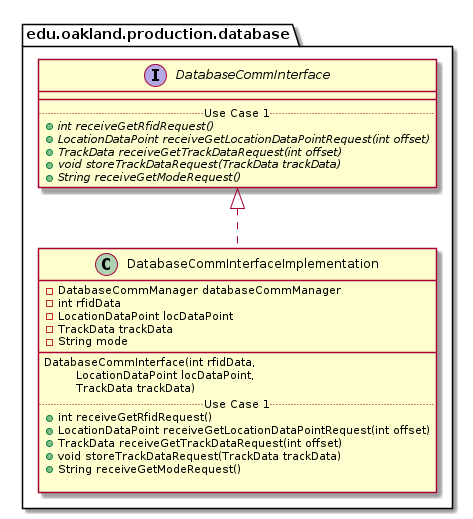 edu.oakland.production.database
I DatabaseCommInterface
Use Case 1
int receiveGetRfidRequest()
LocationDataPoint receiveGetLocationDataPointRequest(int offset)
TrackData receiveGetTrackDataRequest(int offset)
void storeTrackDataRequest(TrackData trackData)
String receiveGetModeRequest()
C DatabaseCommInterfaceImplementation
DatabaseCommManager databaseCommManager
int rfidData
LocationDataPoint locDataPoint
TrackData trackData
String mode
DatabaseCommInterface(int rfidData,
LocationDataPoint locDataPoint,
TrackData trackData)
Use Case 1
int receiveGetRfidRequest()
LocationDataPoint receiveGetLocationDataPointRequest(int offset)
TrackData receiveGetTrackDataRequest(int offset)
void storeTrackDataRequest(TrackData trackData)
String receiveGetModeRequest()